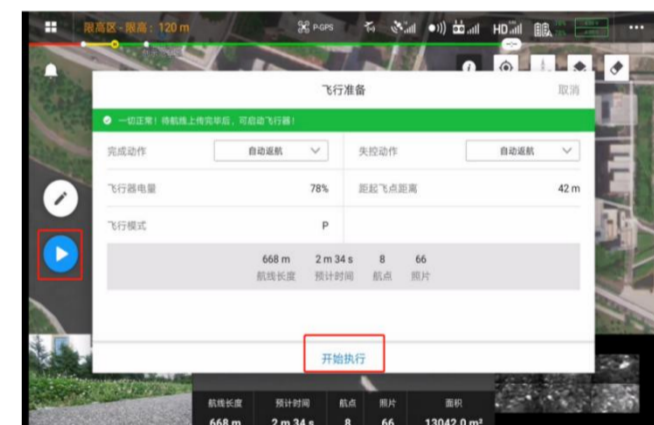 限高区-限高：120 m P-GPS HD
飞行准备 取消
一切正常！待航线上传完毕后，可启动飞行器！
完成动作 自动返航 失控动作 自动返航
飞行器电量 78% 距起飞点距离 42 m
飞行模式 P
668 m 2 m 34 s 8 66
航线长度 预计时间 航点 照片
开始执行
航线长度 预计时间 航点 照片 面积
668 m 2 m 34 s 8 66 13042.0 m²